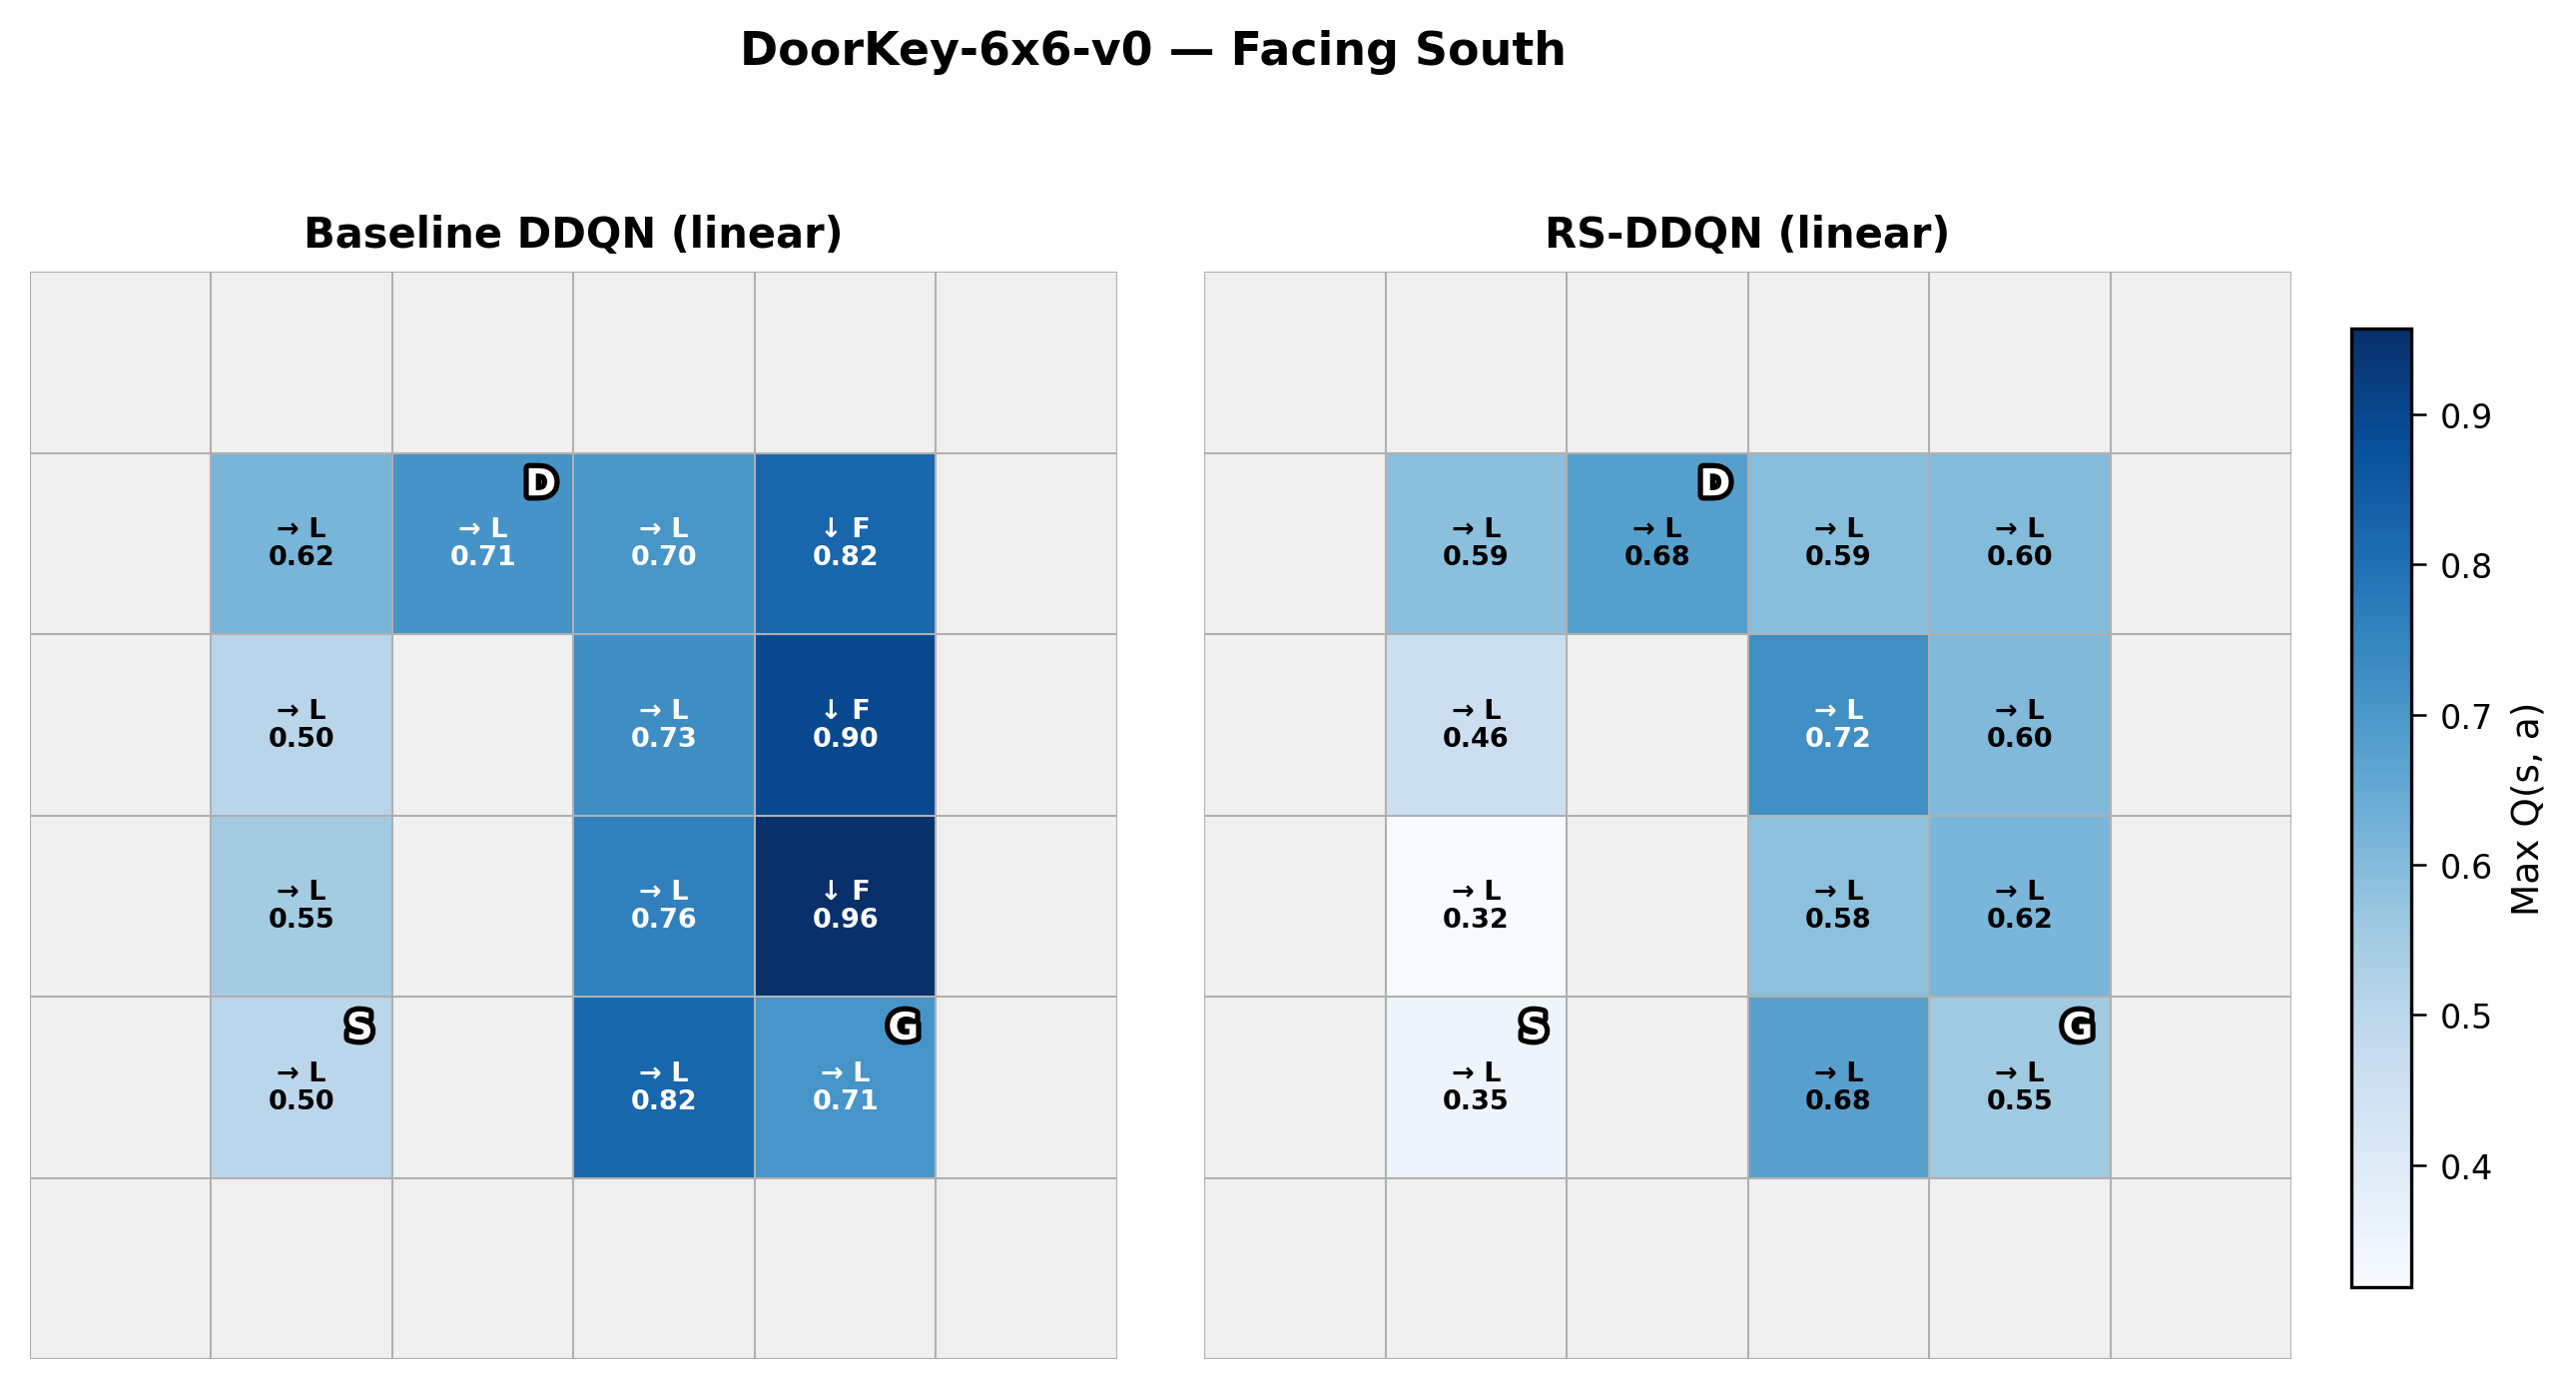 DoorKey-6x6-v0 — Facing South
Baseline DDQN (linear)
D
→ L
0.62
→ L
0.71
→ L
0.70
↓ F
0.82
→ L
0.50
→ L
0.73
↓ F
0.90
→ L
0.55
→ L
0.76
↓ F
0.96
S
G
→ L
0.50
→ L
0.82
→ L
0.71
RS-DDQN (linear)
D
→ L
0.59
→ L
0.68
→ L
0.59
→ L
0.60
→ L
0.46
→ L
0.72
→ L
0.60
→ L
0.32
→ L
0.58
→ L
0.62
S
G
→ L
0.35
→ L
0.68
→ L
0.55
0.9
0.8
0.7
0.6
0.5
0.4
Max Q(s, a)